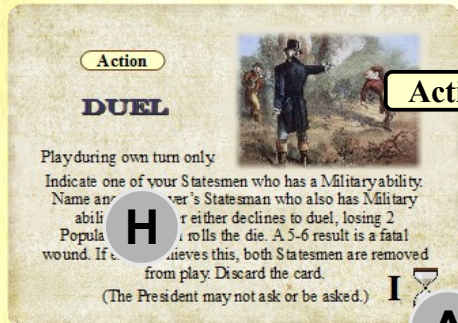 Action
DUEL
Acti
Play during own turn only.
Indicate one of your Statesmen who has a Military ability.
Name an er's Statesman who also has Military
abili r either declines to duel, losing 2
Popula rolls the die. A 5-6 result is a fatal
wound. If e ieves this, both Statesmen are removed
from play. Discard the card.
(The President may not ask or be asked.) I
H